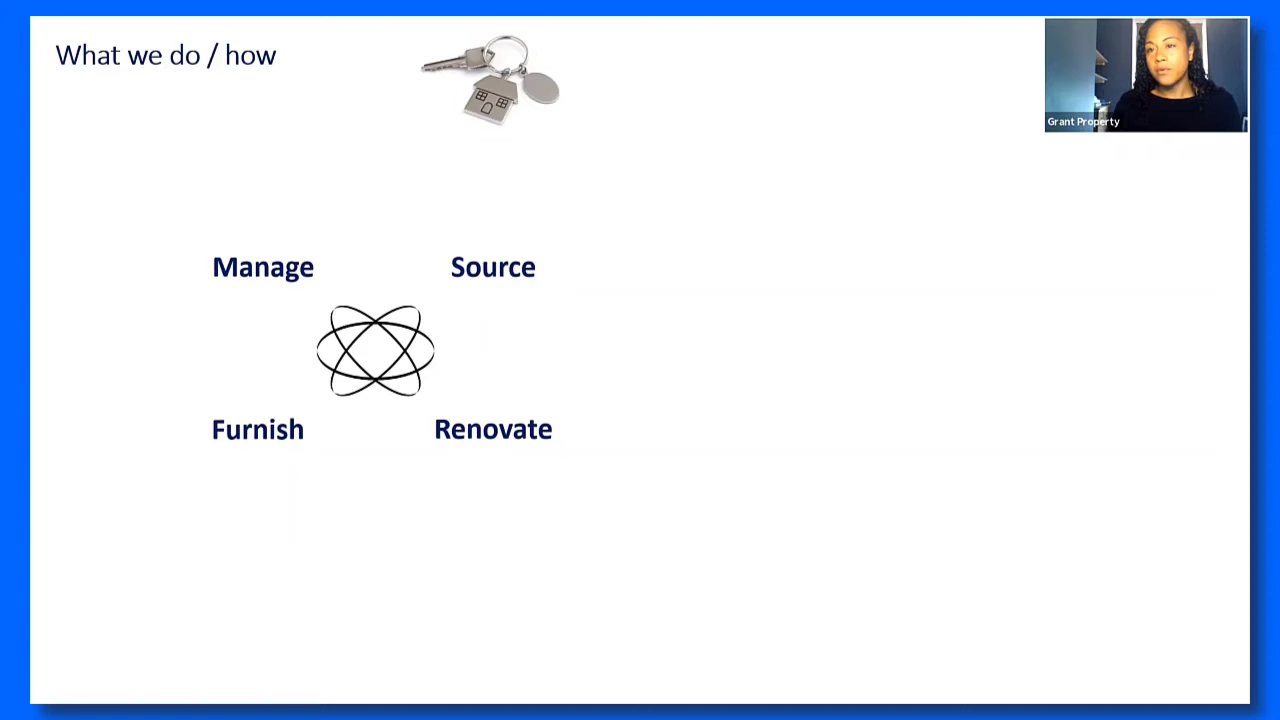 What we do / how
Grant Property
Manage
Source
Furnish
Renovate